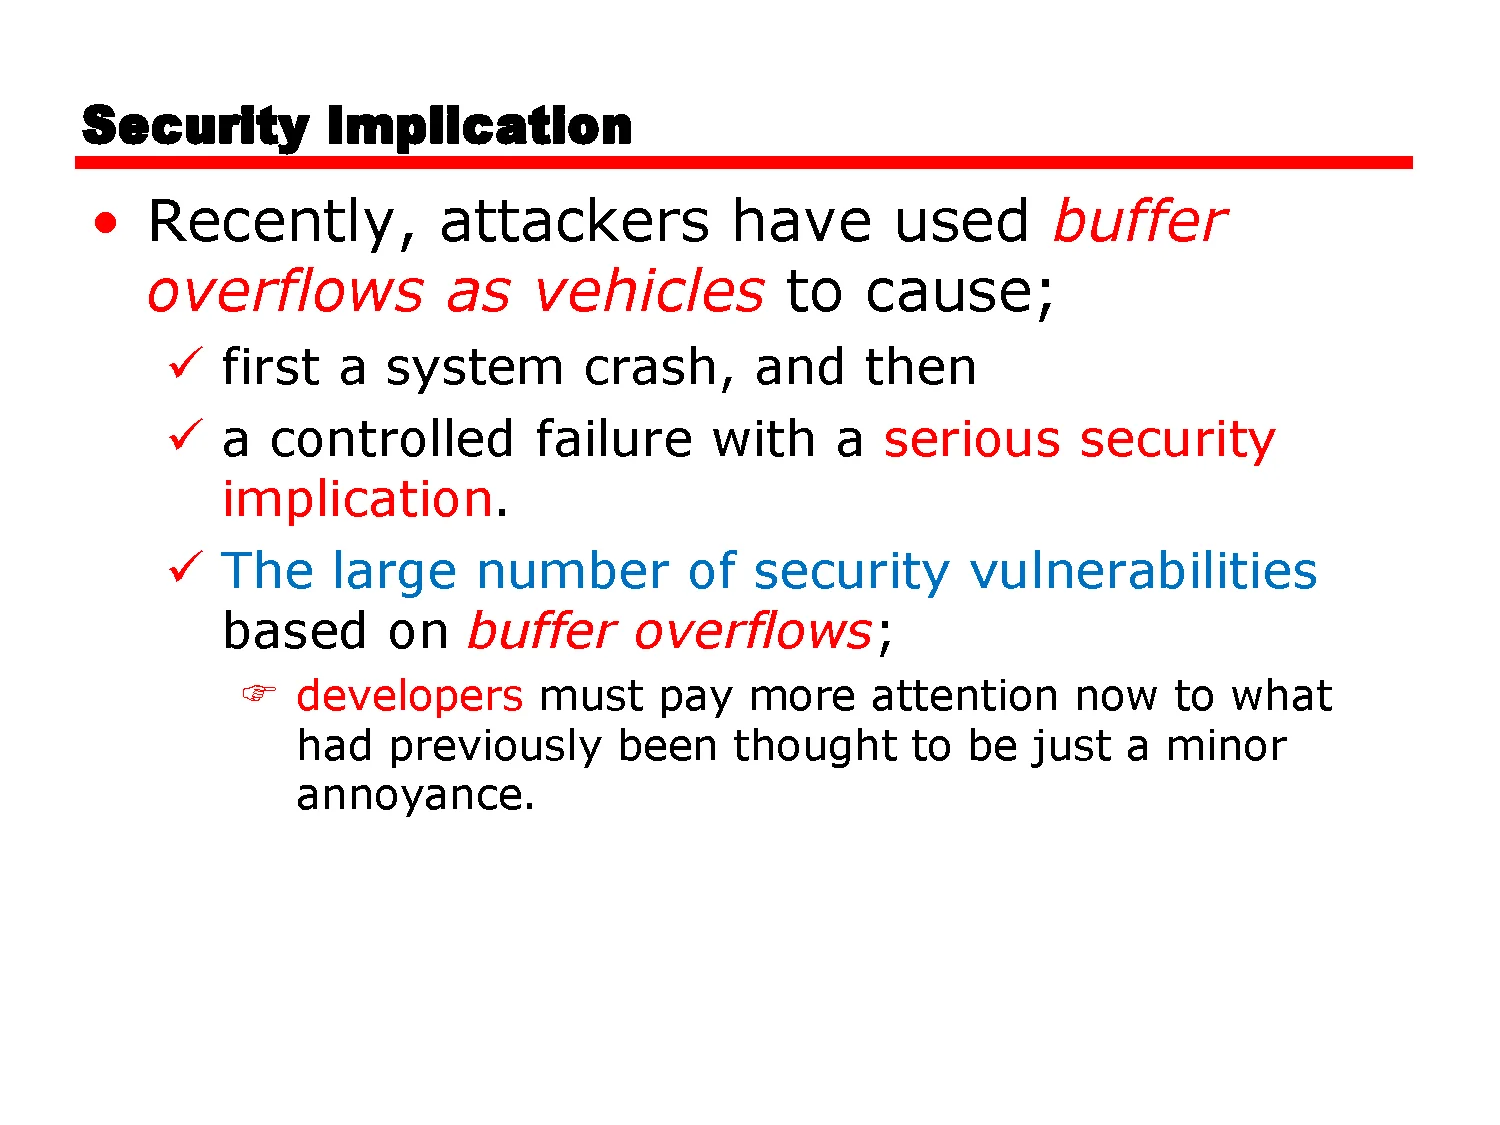 Security Implication
• Recently, attackers have used buffer
overflows as vehicles to cause;
✓ first a system crash, and then
✓ a controlled failure with a serious security
implication.
✓ The large number of security vulnerabilities
based on buffer overflows;
☞ developers must pay more attention now to what
had previously been thought to be just a minor
annoyance.